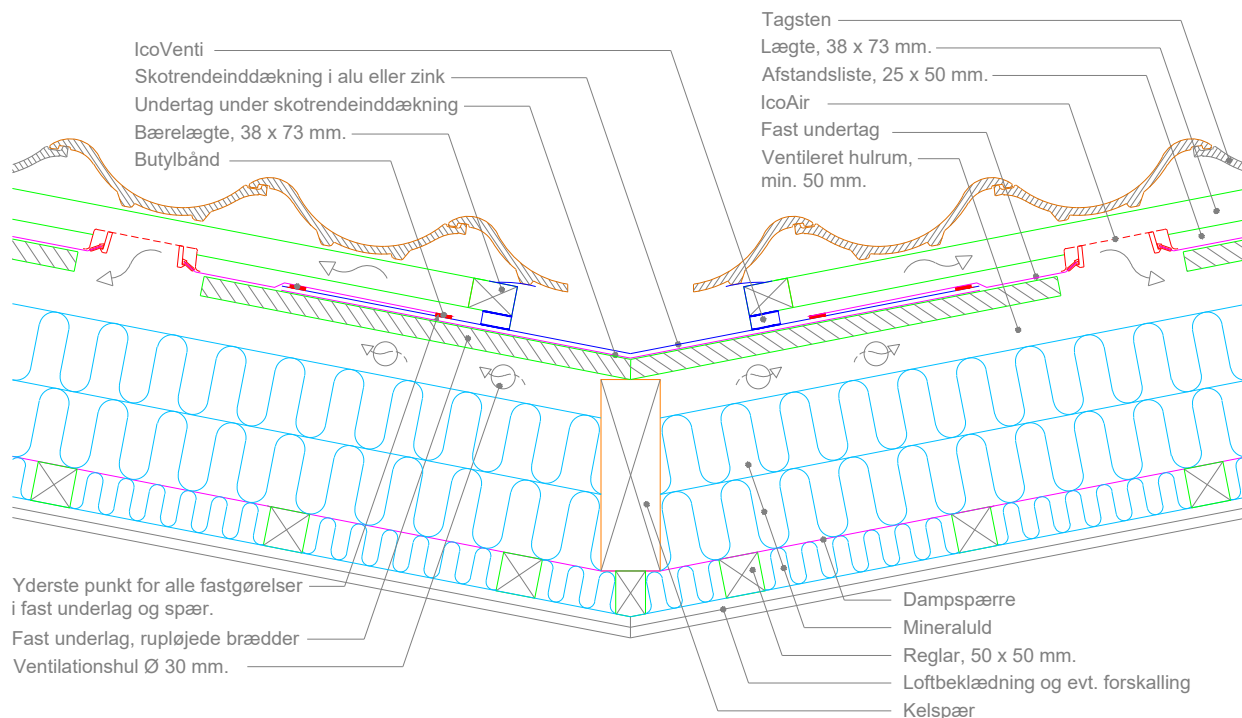 IcoVenti
Skotrendeinddækning i alu eller zink
Undertag under skotrendeinddækning
Bærelægte, 38 x 73 mm.
Butylbånd
Tagsten
Lægte, 38 x 73 mm.
Afstandsliste, 25 x 50 mm.
IcoAir
Fast undertag
Ventileret hulrum,
min. 50 mm.
Yderste punkt for alle fastgørelser
i fast underlag og spær.
Fast underlag, rupløjede brædder
Ventilationshul Ø 30 mm.
Dampspærre
Mineraluld
Reglar, 50 x 50 mm.
Loftbeklædning og evt. forskalling
Kelspær